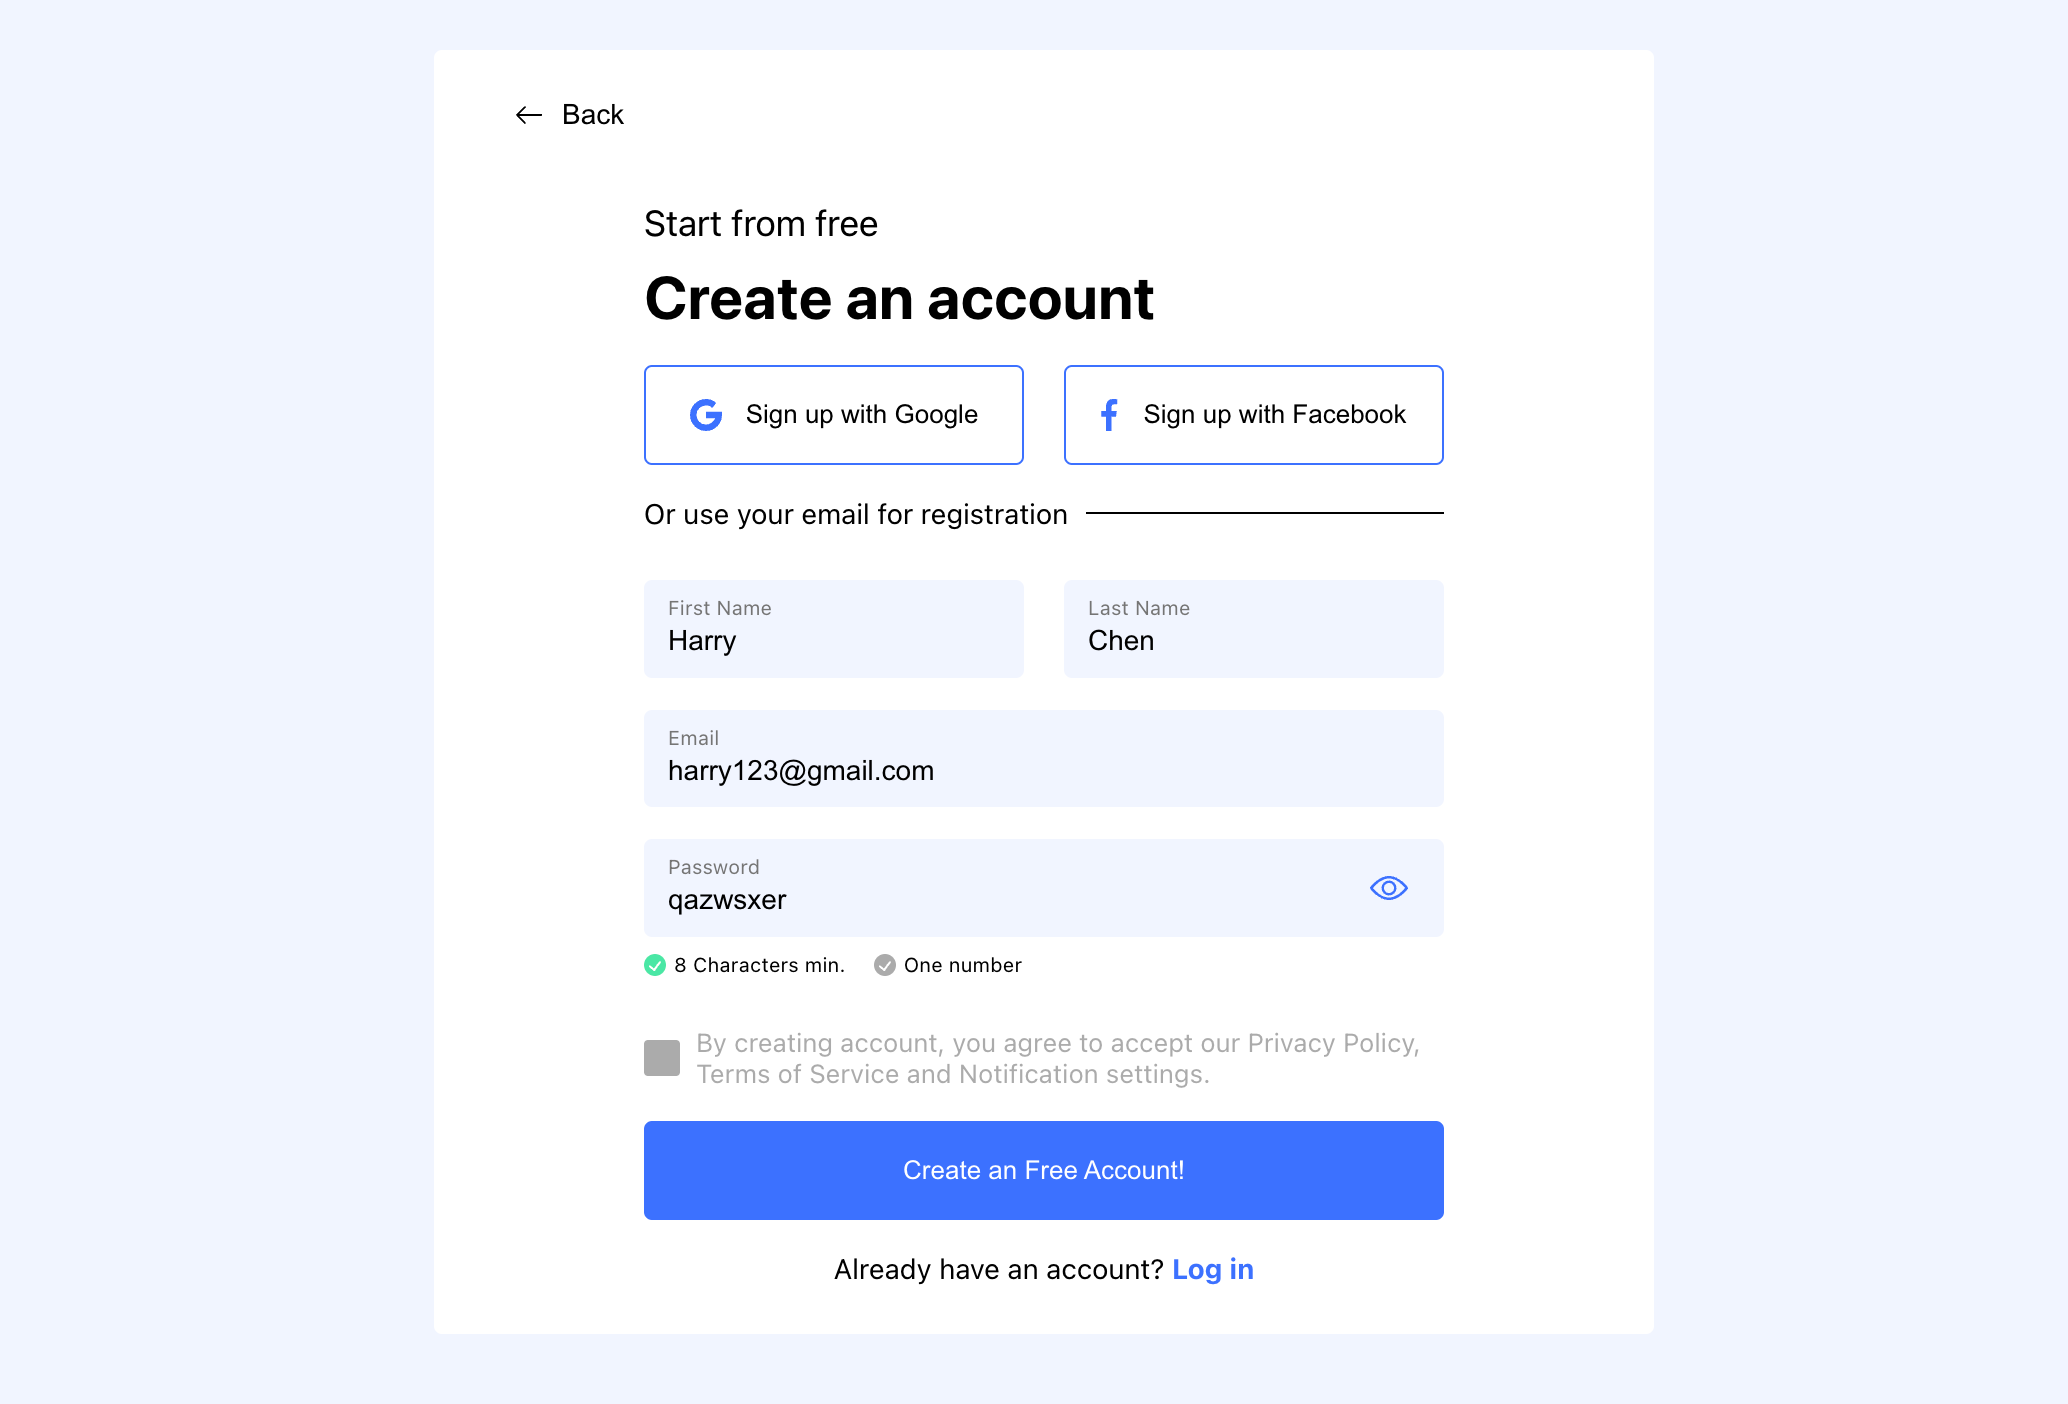 Back
Start from free
Create an account
Sign up with Google
Sign up with Facebook
Or use your email for registration
First Name
Harry
Last Name
Chen
Email
harry123@gmail.com
Password
qazwsxer
8 Characters min.
One number
By creating account, you agree to accept our Privacy Policy,
Terms of Service and Notification settings.
Create an Free Account!
Already have an account? Log in